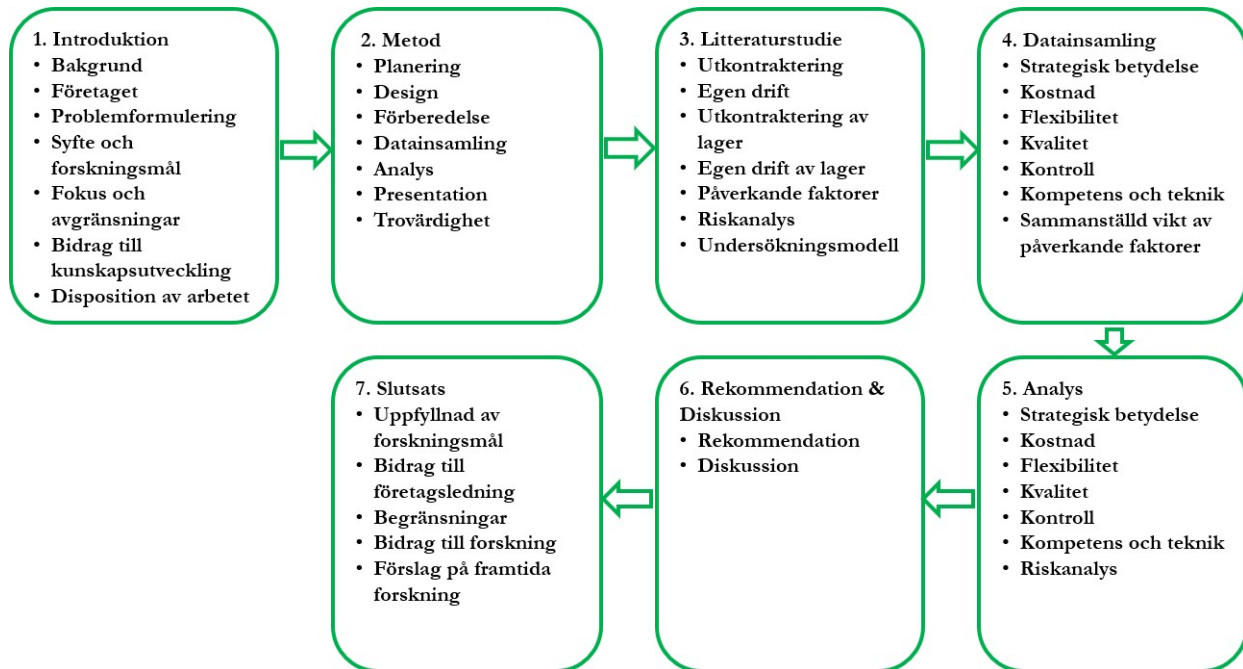 1. Introduktion
• Bakgrund
• Företaget
• Problemformulering
• Syfte och
forskningsmål
• Fokus och
avgränsningar
• Bidrag till
kunskapsutveckling
• Disposition av arbetet
2. Metod
• Planering
• Design
• Förberedelse
• Datainsamling
• Analys
• Presentation
• Trovärdighet
3. Litteraturstudie
• Utkontraktering
• Egen drift
• Utkontraktering av
lager
• Egen drift av lager
• Påverkande faktorer
• Riskanalys
• Undersökningsmodell
4. Datainsamling
• Strategisk betydelse
• Kostnad
• Flexibilitet
• Kvalitet
• Kontroll
• Kompetens och teknik
• Sammanställd vikt av
påverkande faktorer
5. Analys
• Strategisk betydelse
• Kostnad
• Flexibilitet
• Kvalitet
• Kontroll
• Kompetens och teknik
• Riskanalys
6. Rekommendation &
Diskussion
• Rekommendation
• Diskussion
7. Slutsats
• Uppfyllnad av
forskningsmål
• Bidrag till
företagsledning
• Begränsningar
• Bidrag till forskning
• Förslag på framtida
forskning